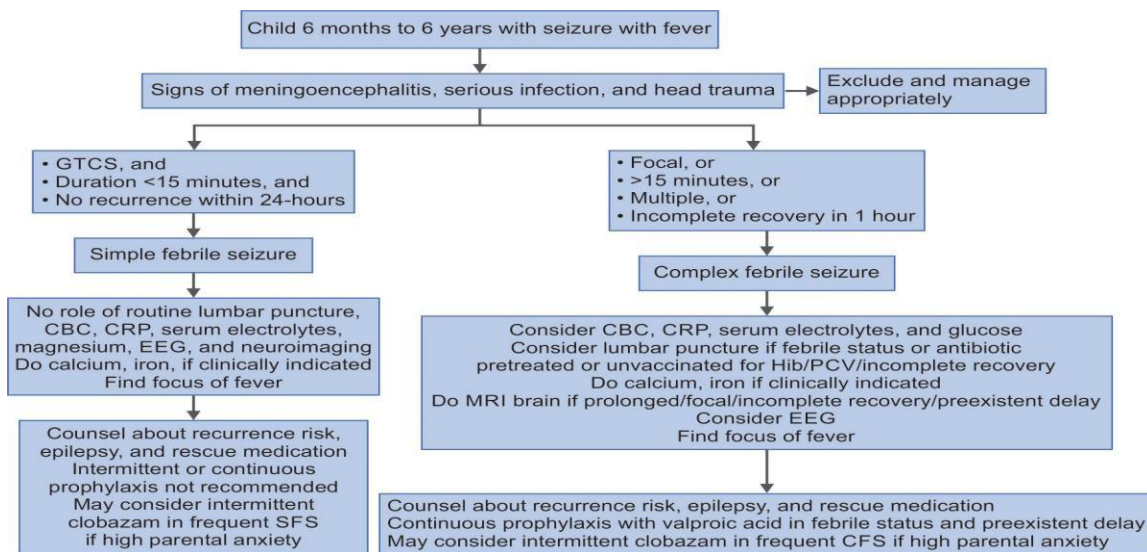 Child 6 months to 6 years with seizure with fever
Signs of meningoencephalitis, serious infection, and head trauma
Exclude and manage
appropriately
• GTCS, and
• Duration <15 minutes, and
• No recurrence within 24-hours
• Focal, or
• >15 minutes, or
• Multiple, or
• Incomplete recovery in 1 hour
Simple febrile seizure
Complex febrile seizure
No role of routine lumbar puncture,
CBC, CRP, serum electrolytes,
magnesium, EEG, and neuroimaging
Do calcium, iron, if clinically indicated
Find focus of fever
Consider CBC, CRP, serum electrolytes, and glucose
Consider lumbar puncture if febrile status or antibiotic
pretreated or unvaccinated for Hib/PCV/incomplete recovery
Do calcium, iron if clinically indicated
Do MRI brain if prolonged/focal/incomplete recovery/preexistent delay
Consider EEG
Find focus of fever
Counsel about recurrence risk,
epilepsy, and rescue medication
Intermittent or continuous
prophylaxis not recommended
May consider intermittent
clobazam in frequent SFS
if high parental anxiety
Counsel about recurrence risk, epilepsy, and rescue medication
Continuous prophylaxis with valproic acid in febrile status and preexistent delay
May consider intermittent clobazam in frequent CFS if high parental anxiety